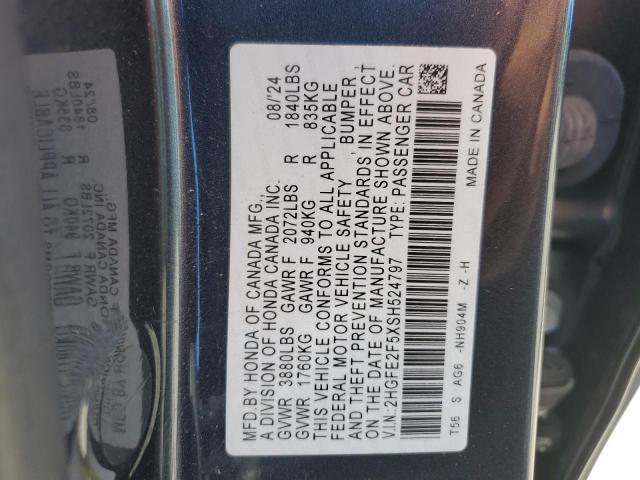 MFD.BY HONDA OF CANADA MFG., 08/24
A DIVISION OF HONDA CANADA INC.
GVWR 3880LBS GAWR F 2072LBS R 1840LBS
GVWR 1760KG GAWR F 940KG R 835KG
THIS VEHICLE CONFORMS TO ALL APPLICABLE
FEDERAL MOTOR VEHICLE SAFETY , BUMPER ,
AND THEFT PREVENTION STANDARDS IN EFFECT
ON THE DATE OF MANUFACTURE SHOWN ABOVE.
V.I.N.:2HGFE2F5XSH524797 TYPE: PASSENGER CAR
T56 S AG6 -NH904M -Z -H MADE IN CANADA